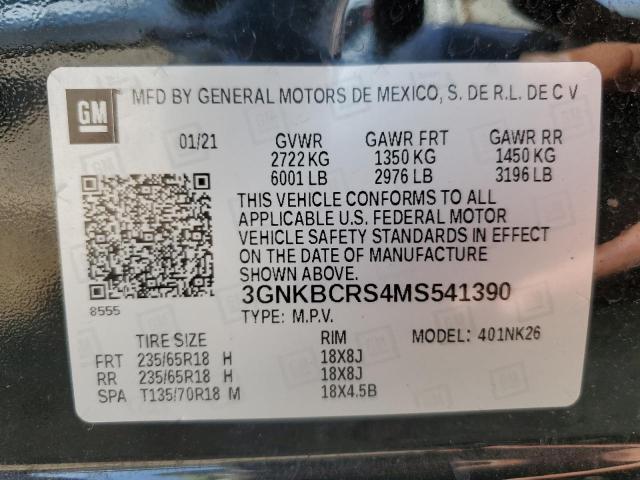 GM
MFD BY GENERAL MOTORS DE MEXICO, S. DE R.L. DE C V
01/21 GVWR GAWR FRT GAWR RR
2722 KG 1350 KG 1450 KG
6001 LB 2976 LB 3196 LB
THIS VEHICLE CONFORMS TO ALL
APPLICABLE U.S. FEDERAL MOTOR
VEHICLE SAFETY STANDARDS IN EFFECT
ON THE DATE OF MANUFACTURE
SHOWN ABOVE.
3GNKBCRS4MS541390
8555
TYPE: M.P.V.
TIRE SIZE RIM MODEL: 401NK26
FRT 235/65R18 H 18X8J
RR 235/65R18 H 18X8J
SPA T135/70R18 M 18X4.5B